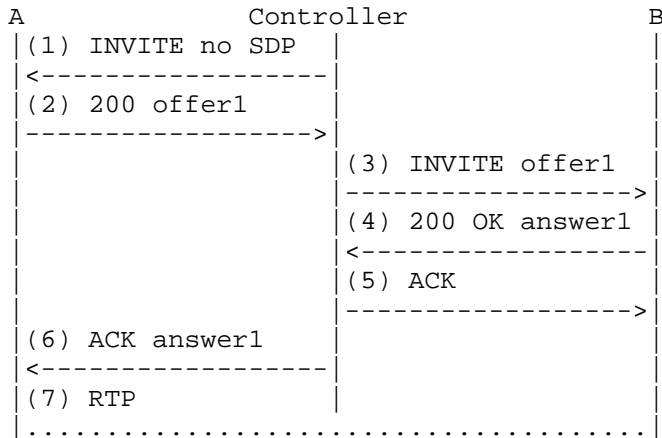 A Controller B
(1) INVITE no SDP
(2) 200 offer1
(3) INVITE offer1
(4) 200 OK answer1
(5) ACK
(6) ACK answer1
(7) RTP